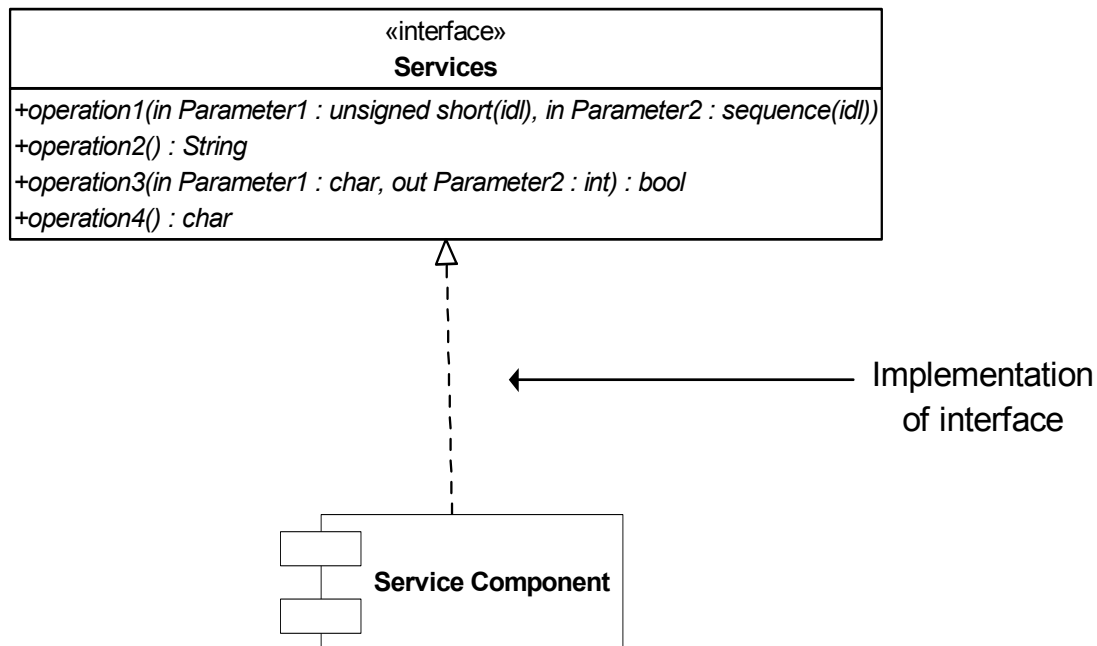 «interface»
Services
+operation1(in Parameter1 : unsigned short(idl), in Parameter2 : sequence(idl))
+operation2() : String
+operation3(in Parameter1 : char, out Parameter2 : int) : bool
+operation4() : char
Implementation
of interface
Service Component